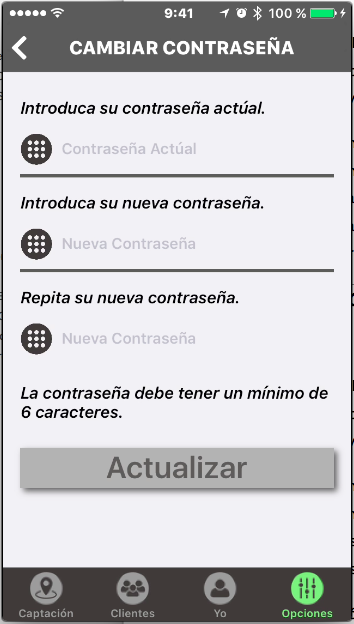 9:41
100 %
CAMBIAR CONTRASEÑA
Introduca su contraseña actúal.
Contraseña Actúal
Introduca su nueva contraseña.
Nueva Contraseña
Repita su nueva contraseña.
Nueva Contraseña
La contraseña debe tener un mínimo de
6 caracteres.
Actualizar
Captación
Clientes
Yo
Opciones